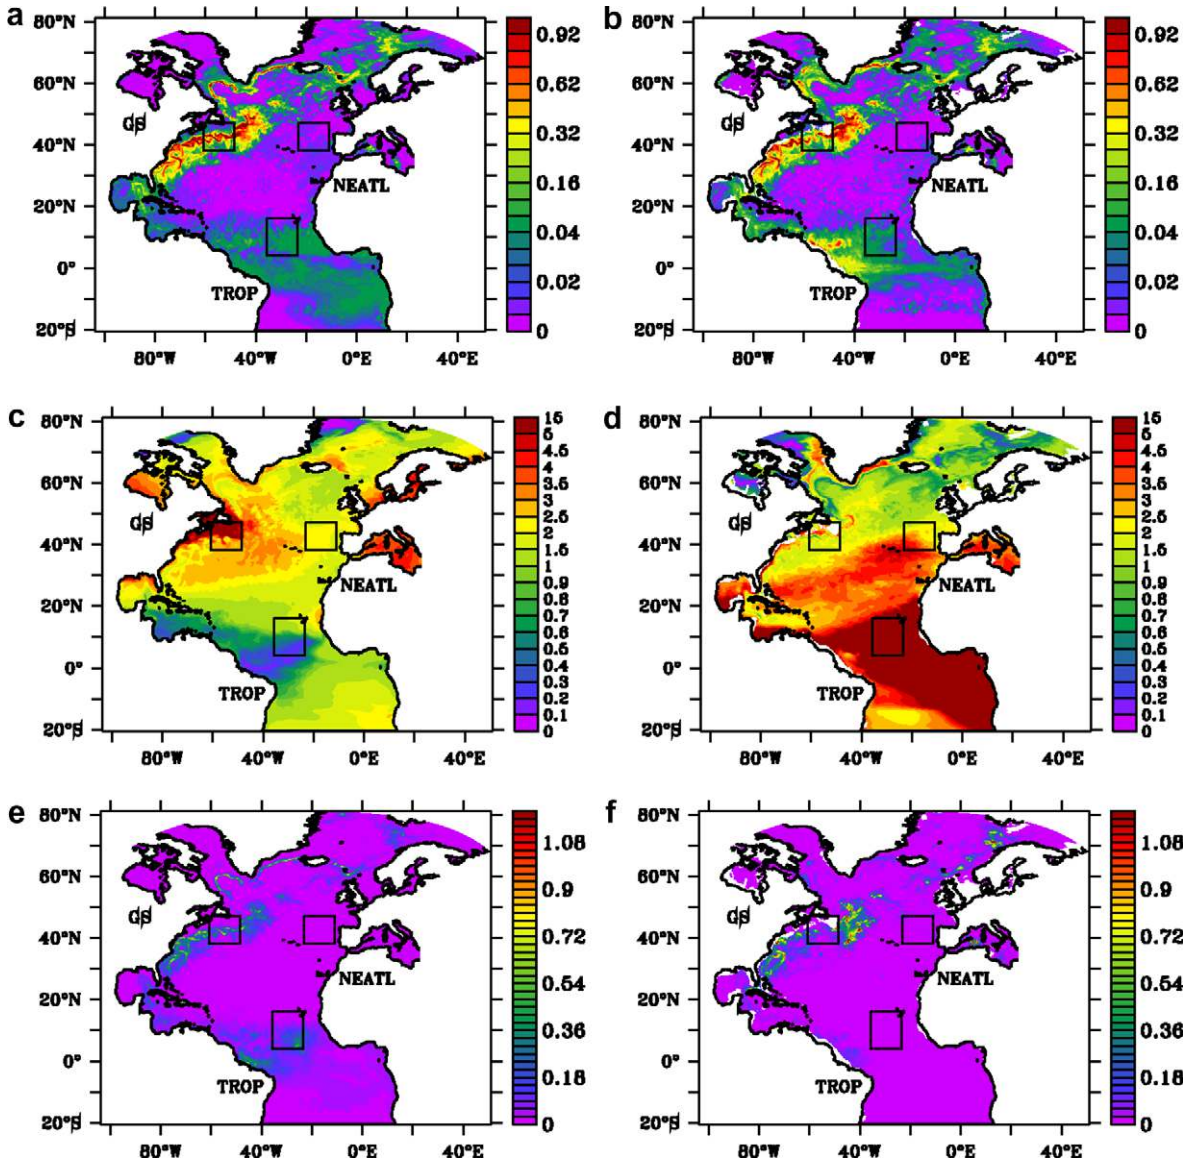 a
80°N
60°N
40°N
20°N
0°
20°S
80°W
40°W
0°E
40°E
GS
NEATL
TROP
0.92
0.62
0.32
0.16
0.04
0.02
0
b
80°N
60°N
40°N
20°N
0°
20°S
80°W
40°W
0°E
40°E
GS
NEATL
TROP
0.92
0.62
0.32
0.16
0.04
0.02
0
c
80°N
60°N
40°N
20°N
0°
20°S
80°W
40°W
0°E
40°E
GS
NEATL
TROP
15
6
5
4
3.5
3
2.5
2
1.5
1
0.9
0.8
0.7
0.6
0.5
0.4
0.3
0.2
0.1
0
d
80°N
60°N
40°N
20°N
0°
20°S
80°W
40°W
0°E
40°E
GS
NEATL
TROP
15
6
5
4
3.5
3
2.5
2
1.5
1
0.9
0.8
0.7
0.6
0.5
0.4
0.3
0.2
0.1
0
e
80°N
60°N
40°N
20°N
0°
20°S
80°W
40°W
0°E
40°E
GS
NEATL
TROP
1.08
0.9
0.72
0.54
0.36
0.18
0
f
80°N
60°N
40°N
20°N
0°
20°S
80°W
40°W
0°E
40°E
GS
NEATL
TROP
1.08
0.9
0.72
0.54
0.36
0.18
0